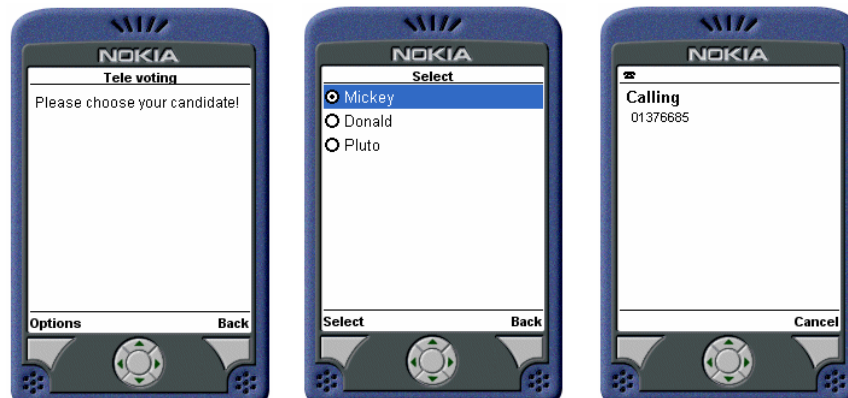 NOKIA
Tele voting
Please choose your candidate!
Options Back
NOKIA
Select
Mickey
Donald
Pluto
Select Back
NOKIA
Calling
01376685
Cancel